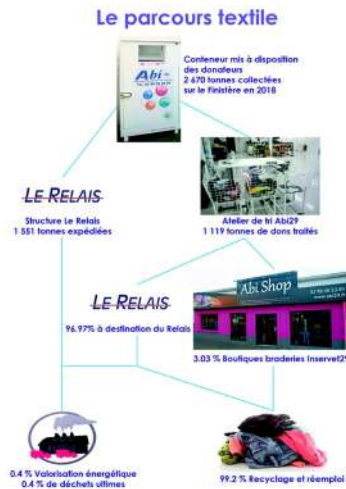 Le parcours textile
Abi 29
Conteneur mis à disposition
des donateurs
2 670 tonnes collectées
sur le Finistère en 2018
LE RELAIS
Structure Le Relais
1 551 tonnes expédiées
Atelier de tri Abi29
1 119 tonnes de dons traités
LE RELAIS
96.97% à destination du Relais
Abi Shop
3.03 % Boutiques braderies Inservet29
0.4 % Valorisation énergétique
0.4 % de déchets ultimes
99.2 % Recyclage et réemploi